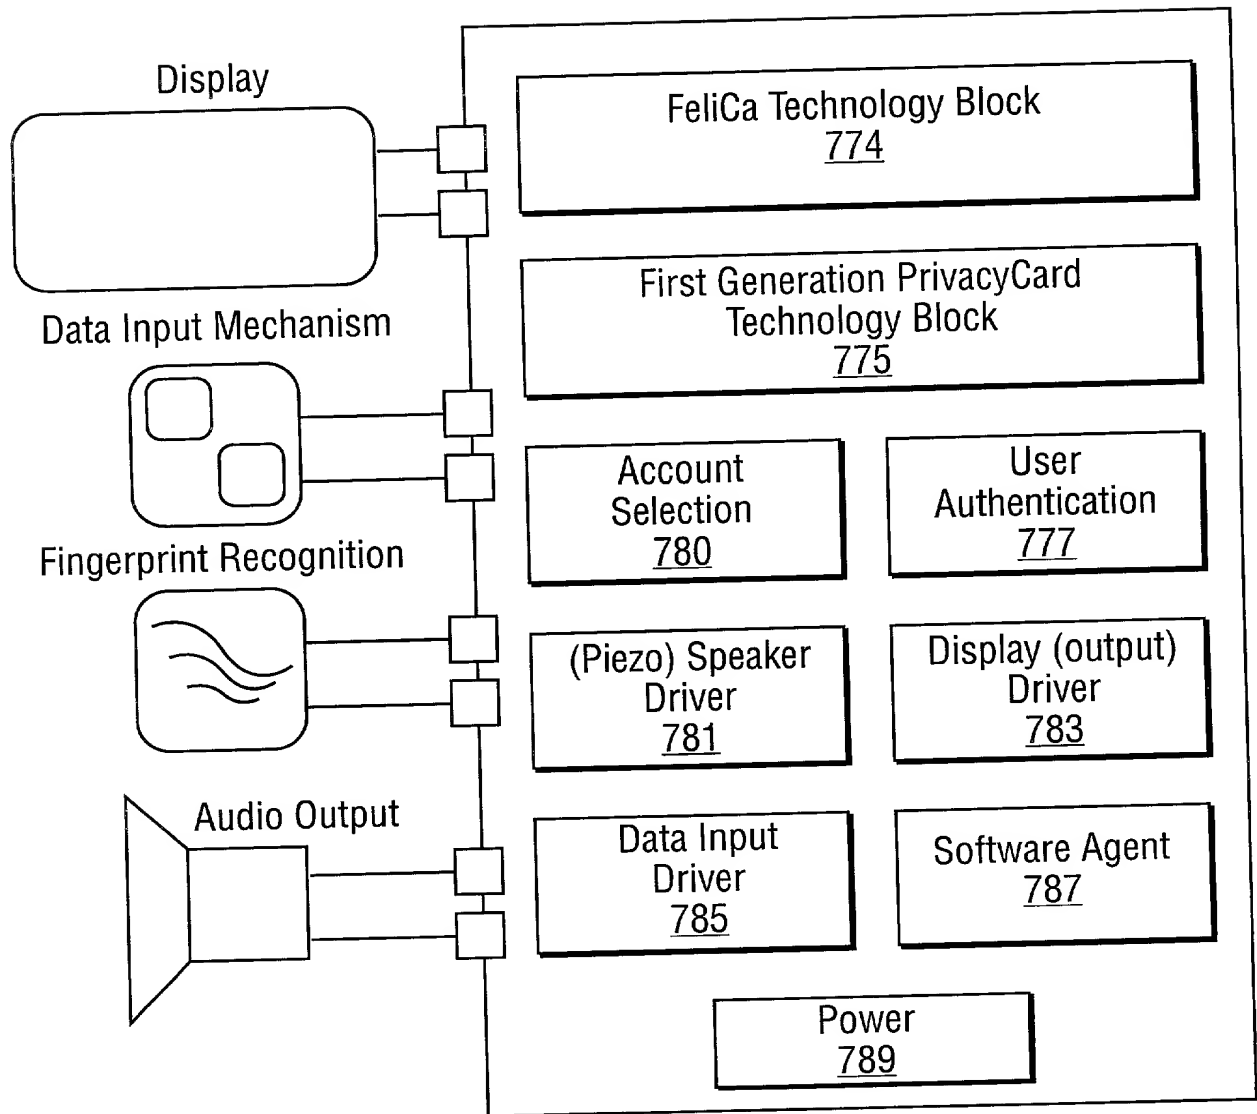 Display
FeliCa Technology Block
774
First Generation PrivacyCard
Technology Block
775
Data Input Mechanism
Account
Selection
780
User
Authentication
777
Fingerprint Recognition
(Piezo) Speaker
Driver
781
Display (output)
Driver
783
Audio Output
Data Input
Driver
785
Software Agent
787
Power
789